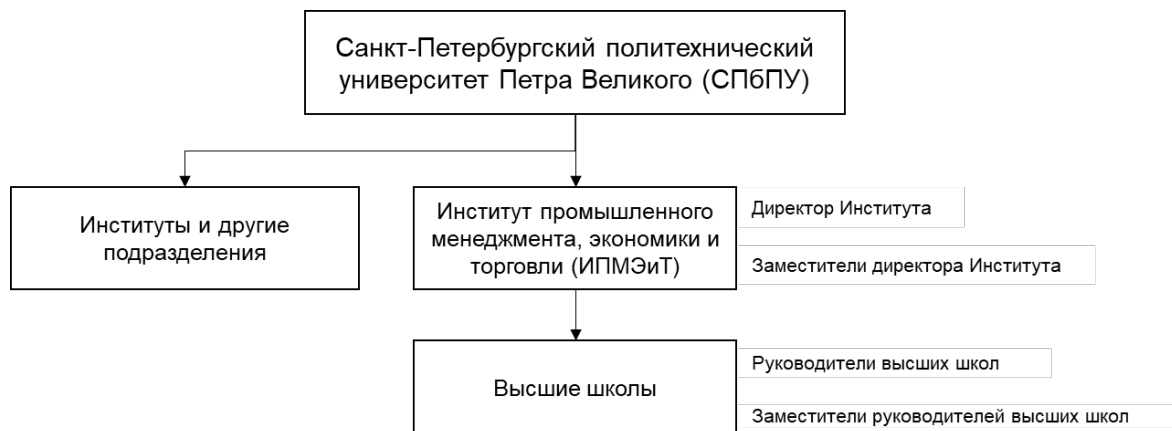 Санкт-Петербургский политехнический
университет Петра Великого (СПбПУ)
Институты и другие
подразделения
Институт промышленного
менеджмента, экономики и
торговли (ИПМЭиТ)
Директор Института
Заместители директора Института
Высшие школы
Руководители высших школ
Заместители руководителей высших школ